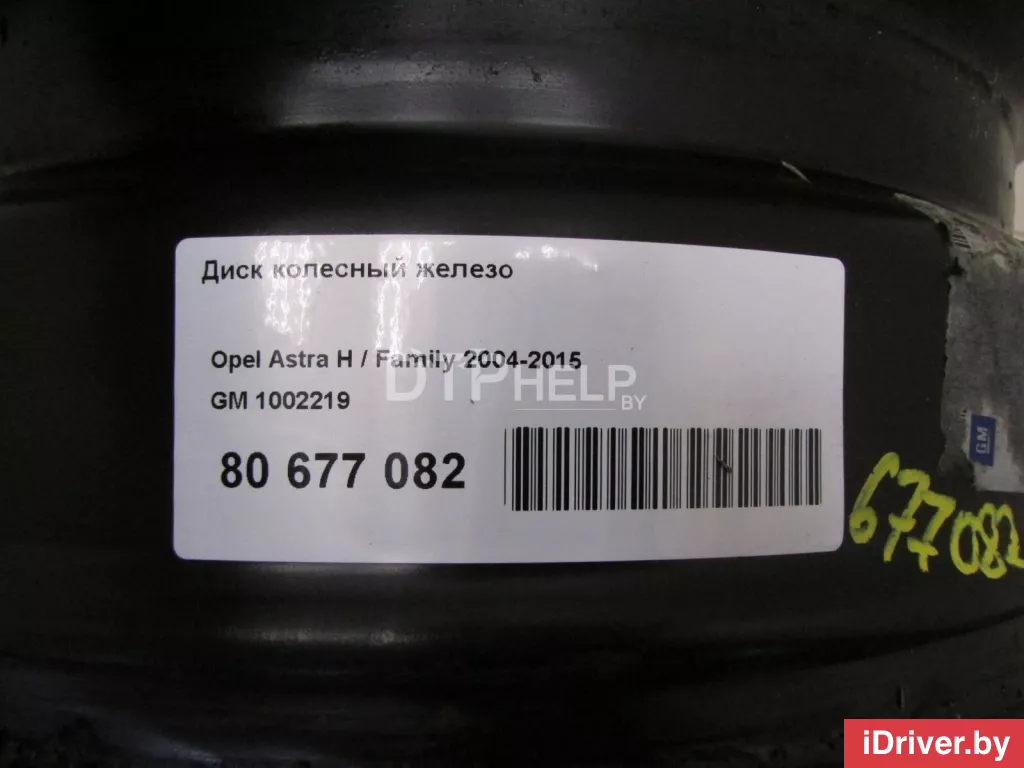 Диск колесный железо
Opel Astra H / Family 2004-2015
DTPHELP.BY
GM 1002219
80 677 082
GM
677082
iDriver.by